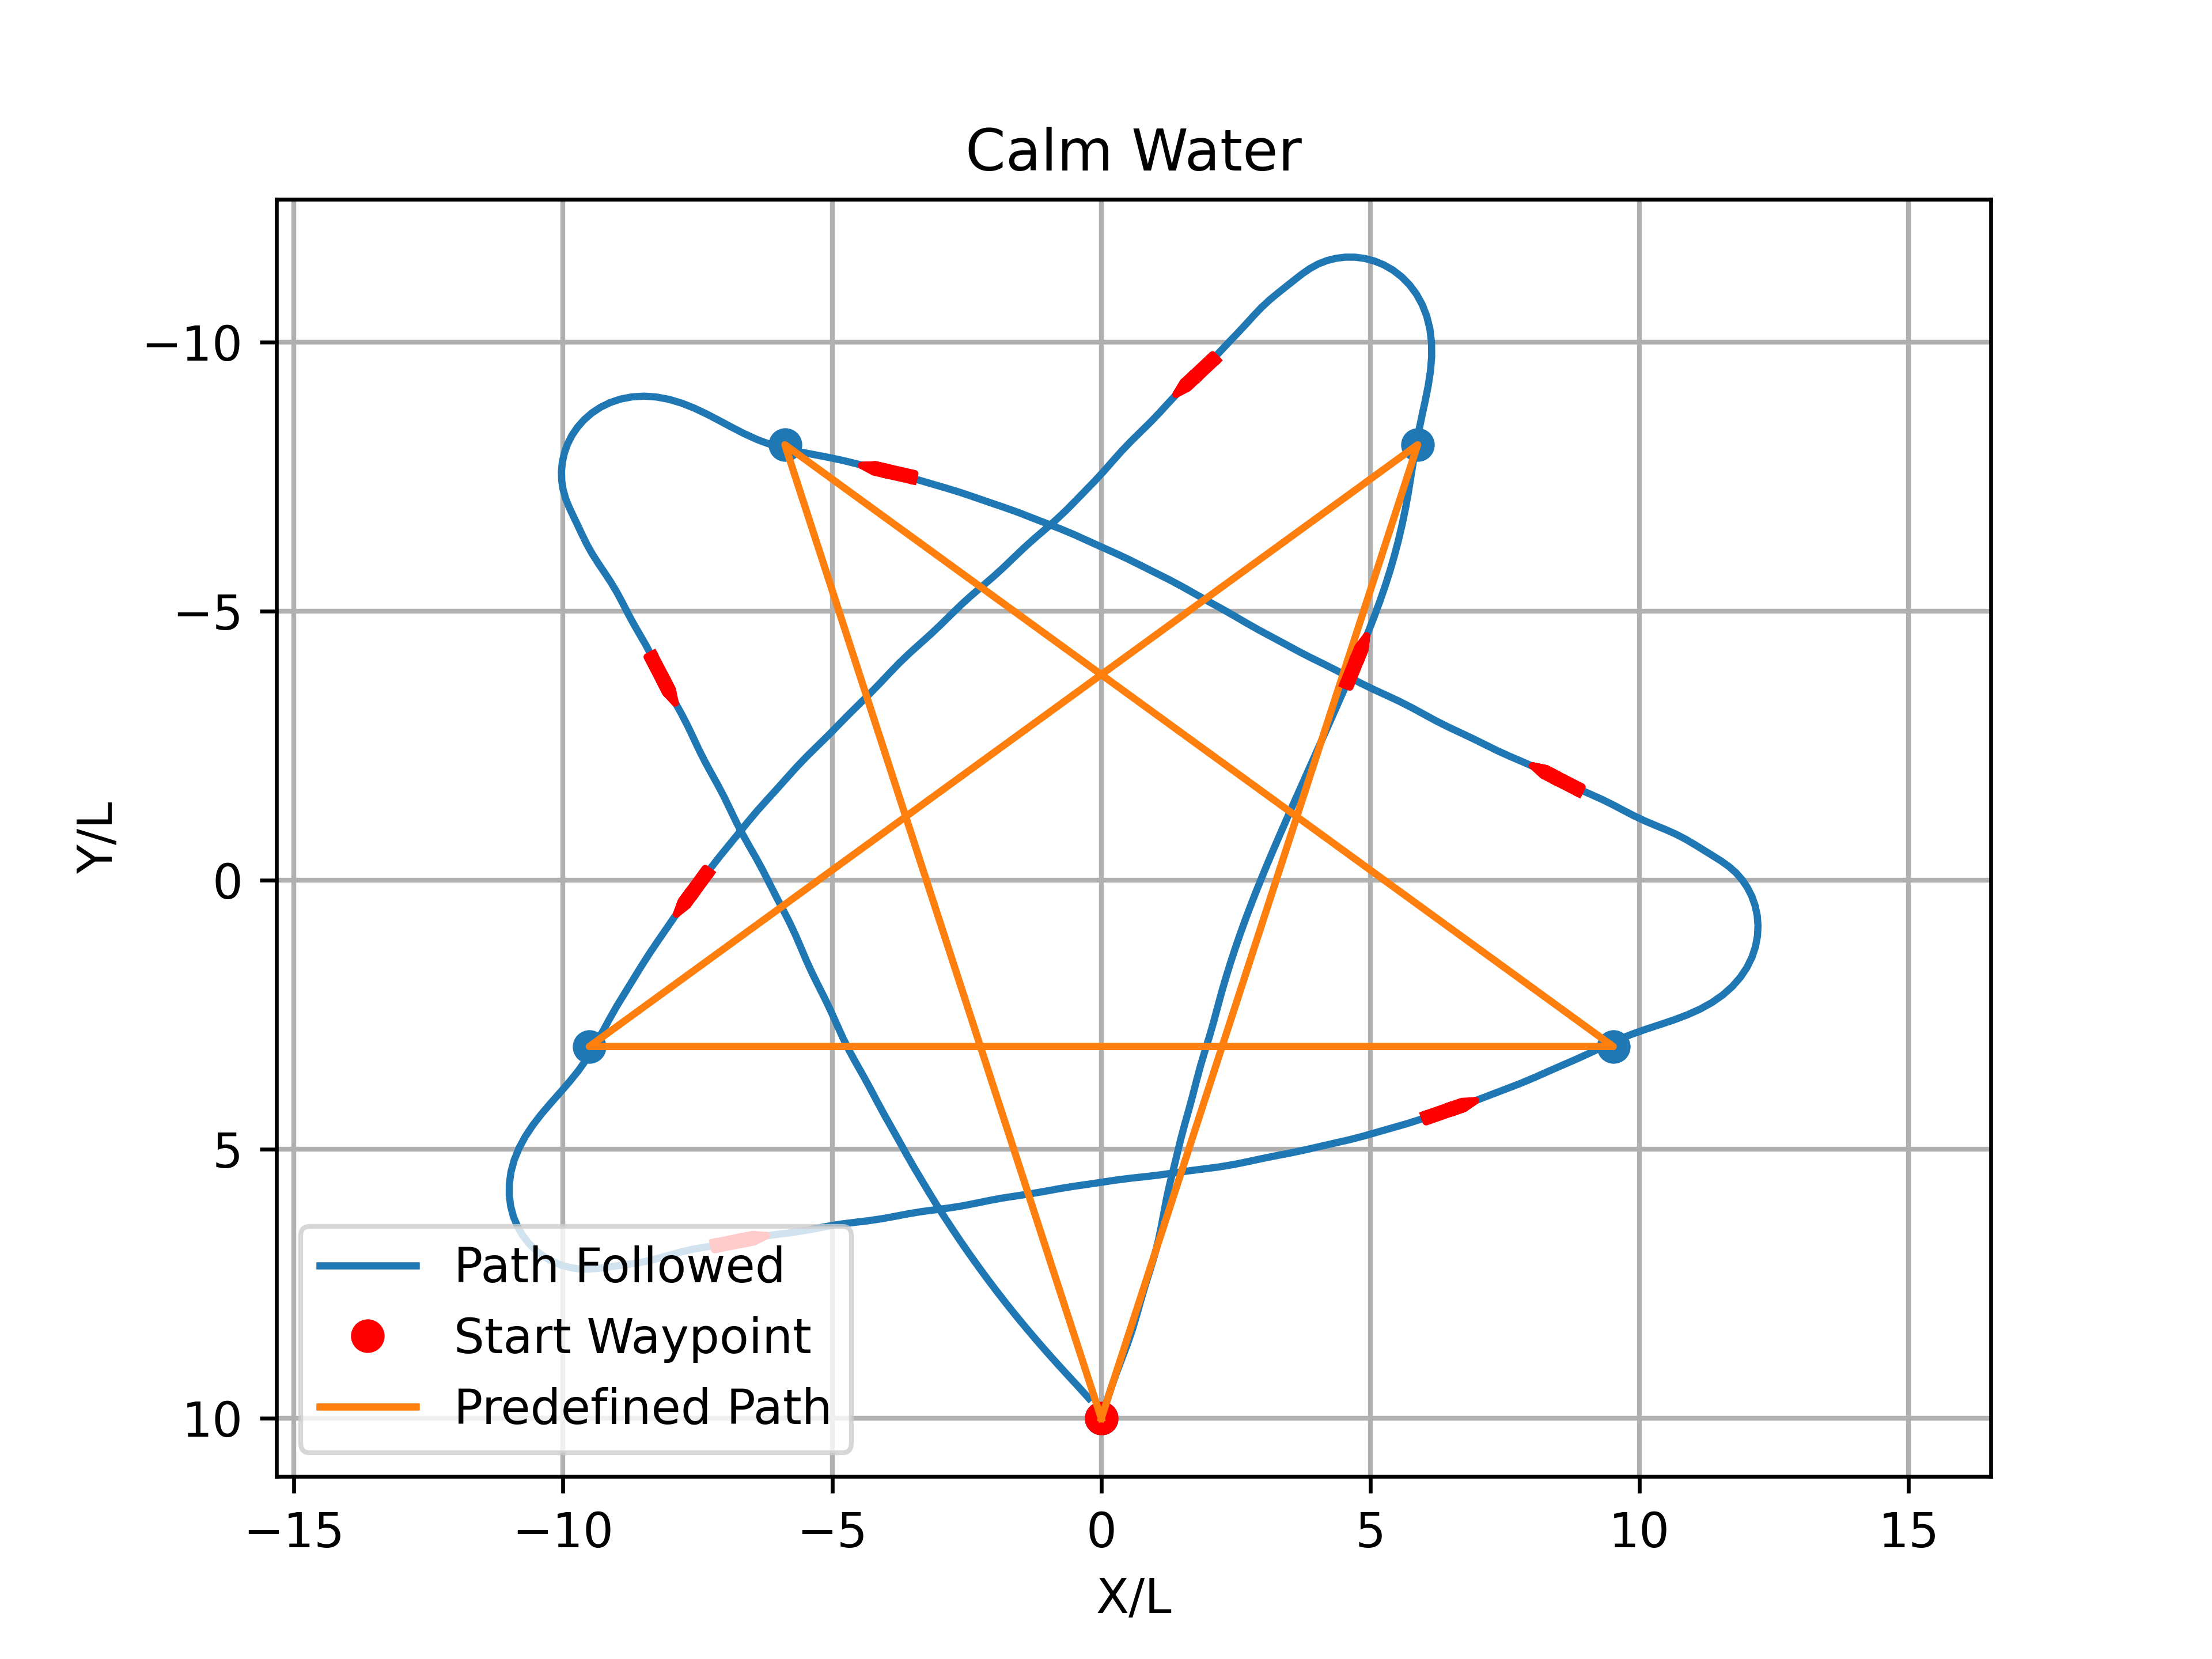 Calm Water
−10
−5
0
5
10
Y/L
Path Followed
Start Waypoint
Predefined Path
−15 −10 −5 0 5 10 15
X/L